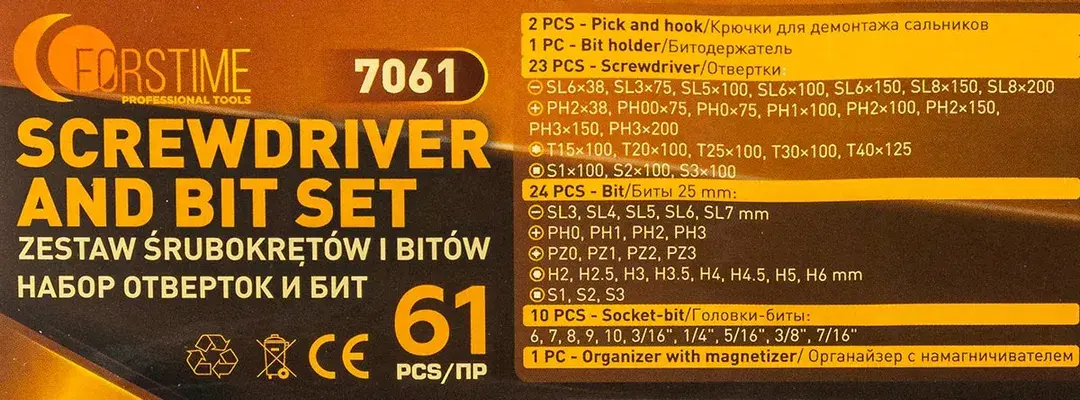 FORSTIME
PROFESSIONAL TOOLS
7061
SCREWDRIVER
AND BIT SET
ZESTAW ŚRUBOKRĘTÓW I BITÓW
НАБОР ОТВЕРТОК И БИТ
CE
61
PCS/ПР
2 PCS - Pick and hook/Крючки для демонтажа сальников
1 PC - Bit holder/Битодержатель
23 PCS - Screwdriver/Отвертки:
SL6×38, SL3×75, SL5×100, SL6×100, SL6×150, SL8×150, SL8×200
PH2×38, PH00×75, PH0×75, PH1×100, PH2×100, PH2×150,
PH3×150, PH3×200
T15×100, T20×100, T25×100, T30×100, T40×125
S1×100, S2×100, S3×100
24 PCS - Bit/Биты 25 mm:
SL3, SL4, SL5, SL6, SL7 mm
PH0, PH1, PH2, PH3
PZ0, PZ1, PZ2, PZ3
H2, H2.5, H3, H3.5, H4, H4.5, H5, H6 mm
S1, S2, S3
10 PCS - Socket-bit/Головки-биты:
6, 7, 8, 9, 10, 3/16", 1/4", 5/16", 3/8", 7/16"
1 PC - Organizer with magnetizer/ Органайзер с намагничивателем